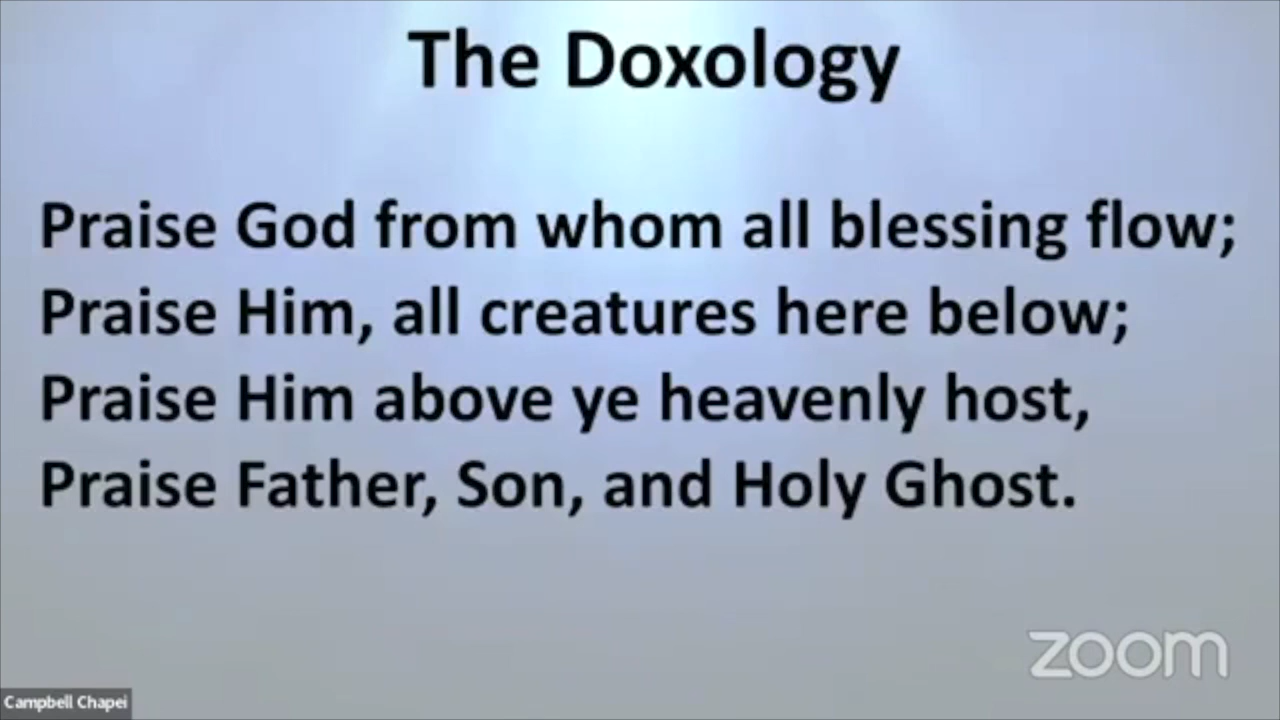 The Doxology
Praise God from whom all blessing flow;
Praise Him, all creatures here below;
Praise Him above ye heavenly host,
Praise Father, Son, and Holy Ghost.
zoom
Campbell Chapel